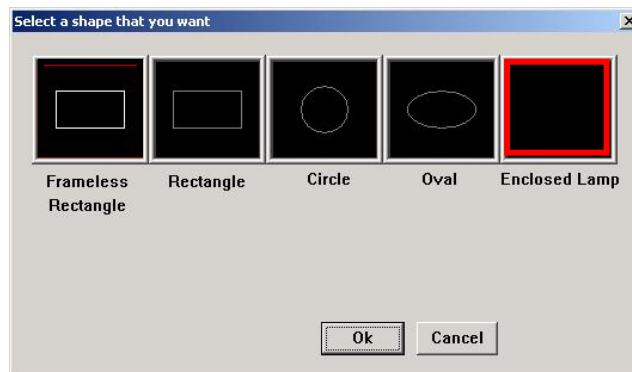 Select a shape that you want
Frameless
Rectangle
Rectangle
Circle
Oval
Enclosed Lamp
Ok
Cancel